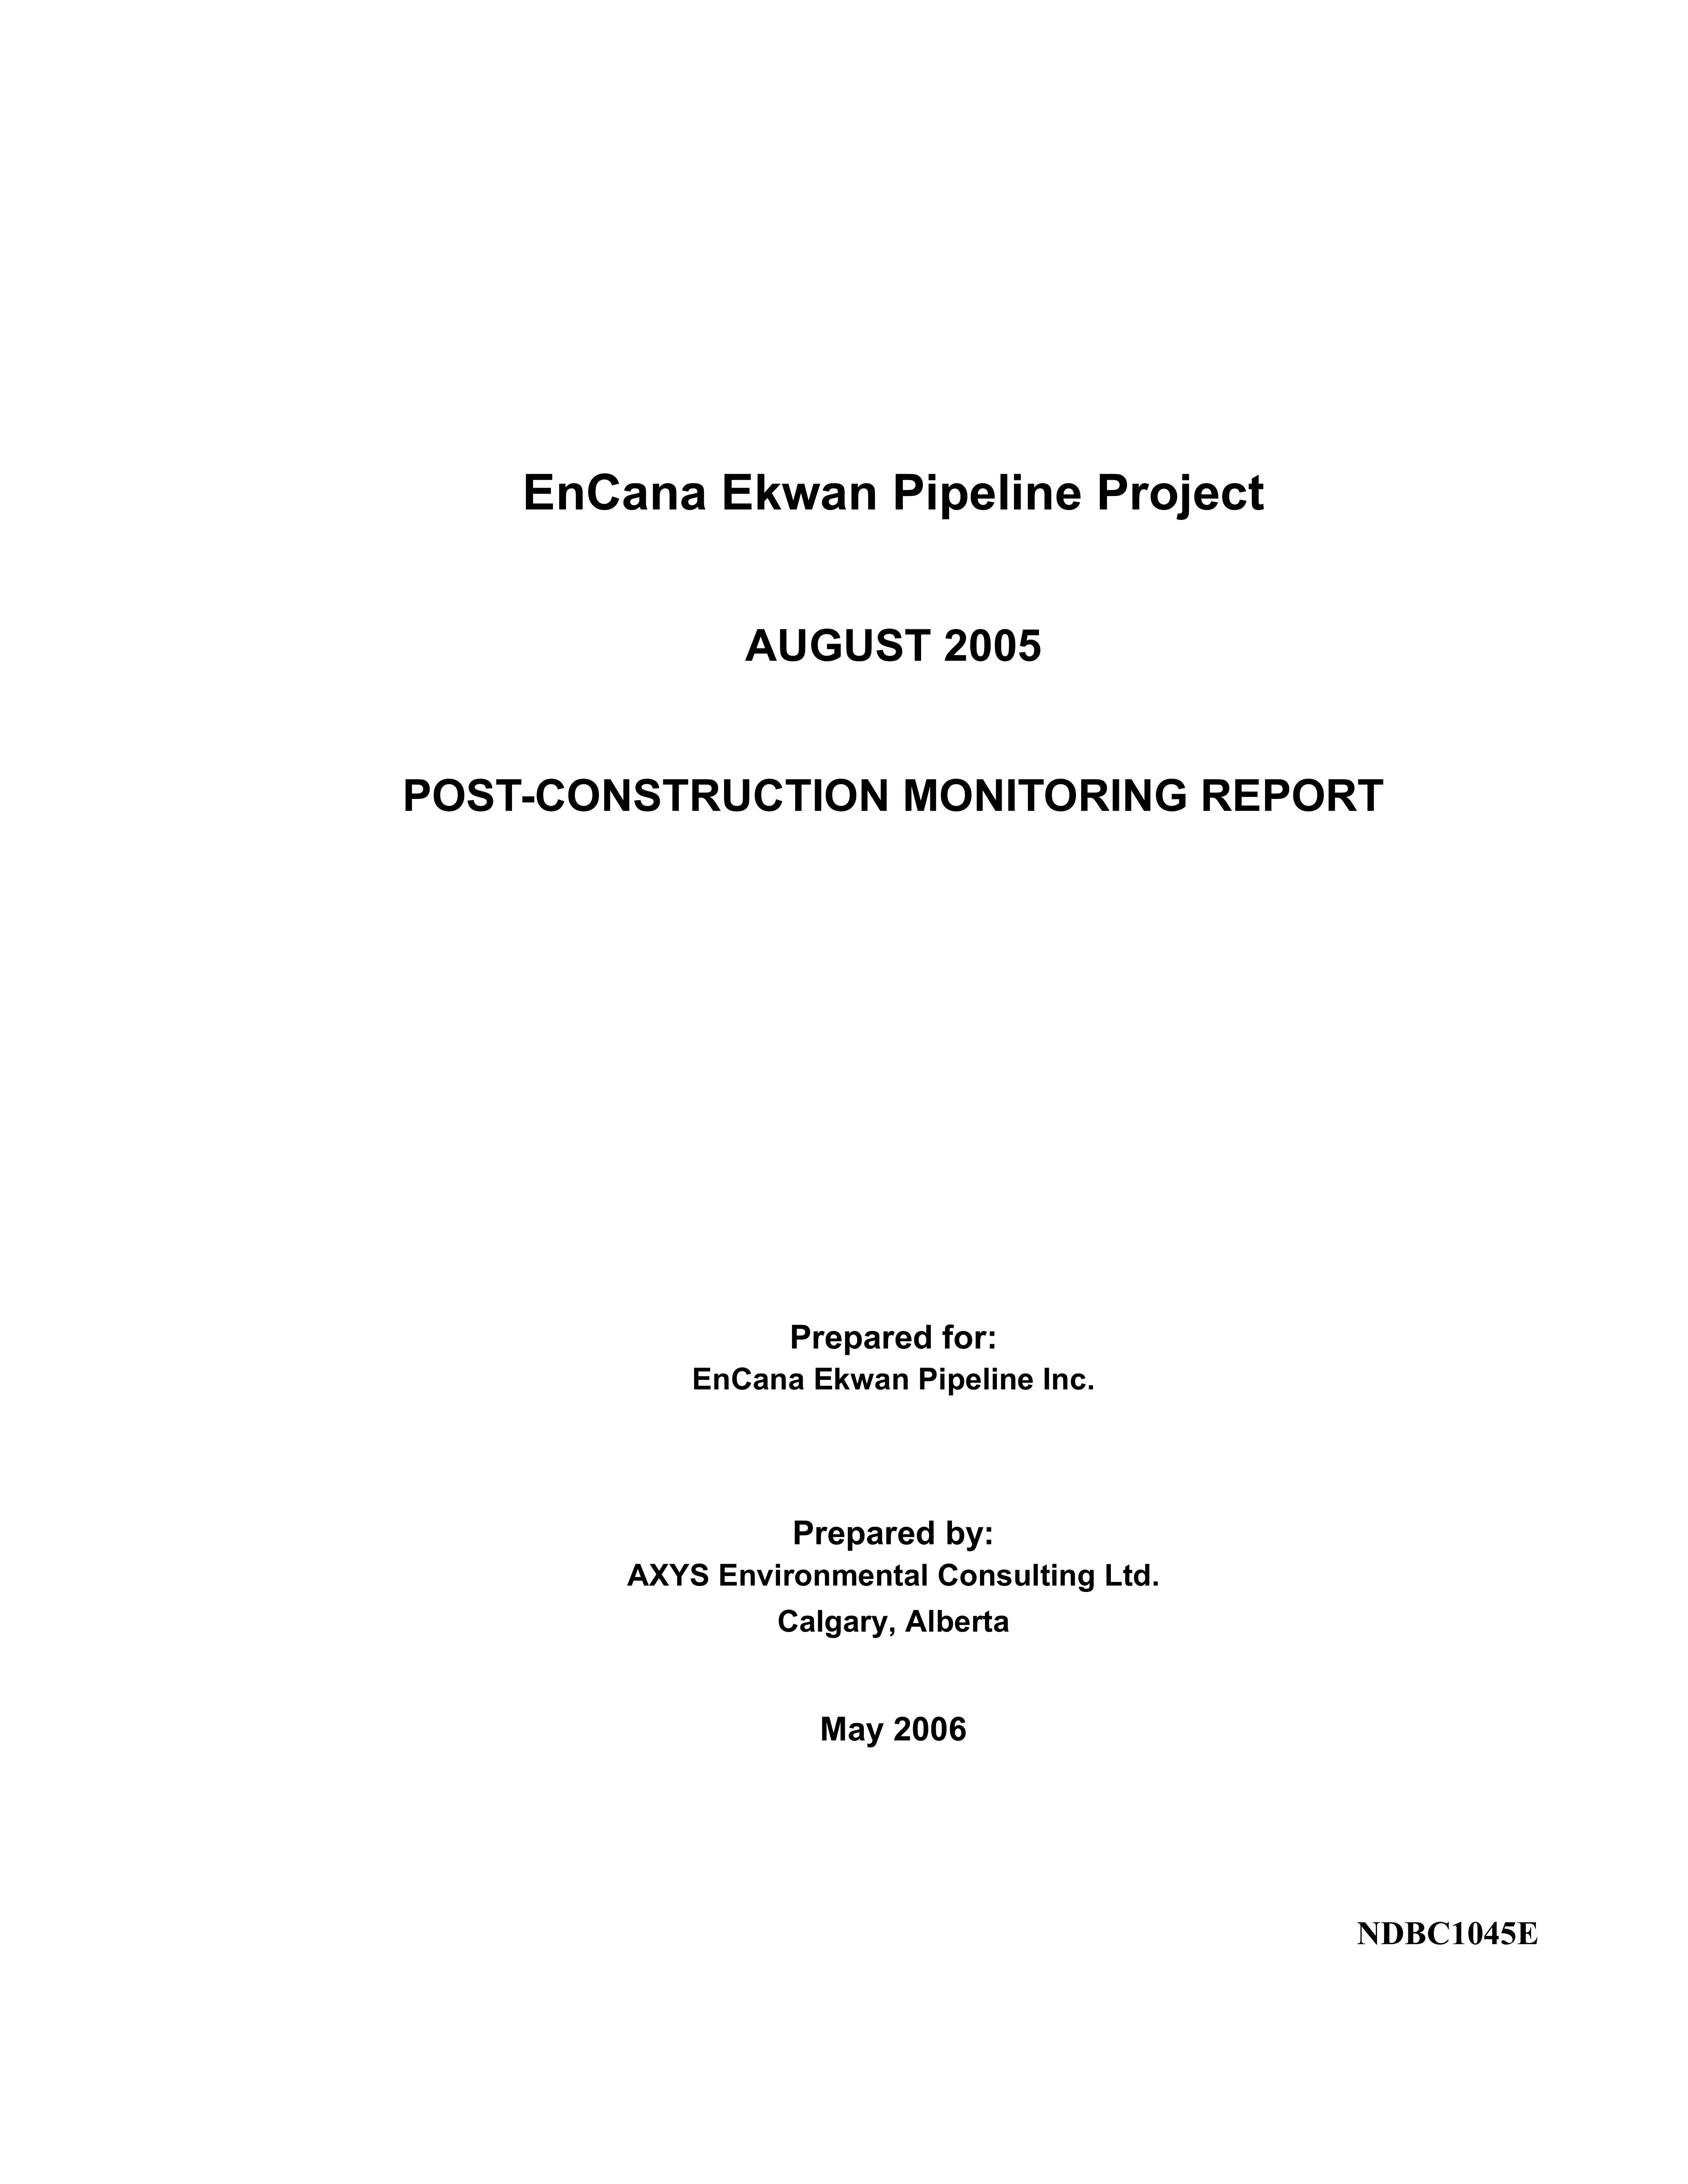 EnCana Ekwan Pipeline Project
AUGUST 2005
POST-CONSTRUCTION MONITORING REPORT
Prepared for:
EnCana Ekwan Pipeline Inc.
Prepared by:
AXYS Environmental Consulting Ltd.
Calgary, Alberta
May 2006
NDBC1045E